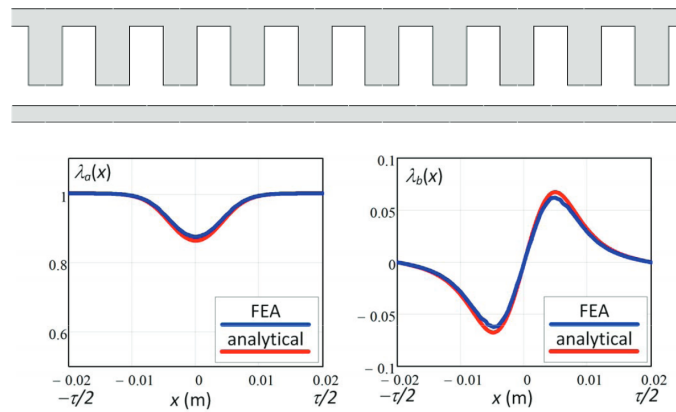 λa(x)
1
0.8
0.6
FEA
analytical
− 0.02 − 0.01 0 0.01 0.02
−τ/2 x (m) τ/2
λb(x)
0.1
0.05
0
− 0.05
− 0.1
FEA
analytical
− 0.02 − 0.01 0 0.01 0.02
−τ/2 x (m) τ/2